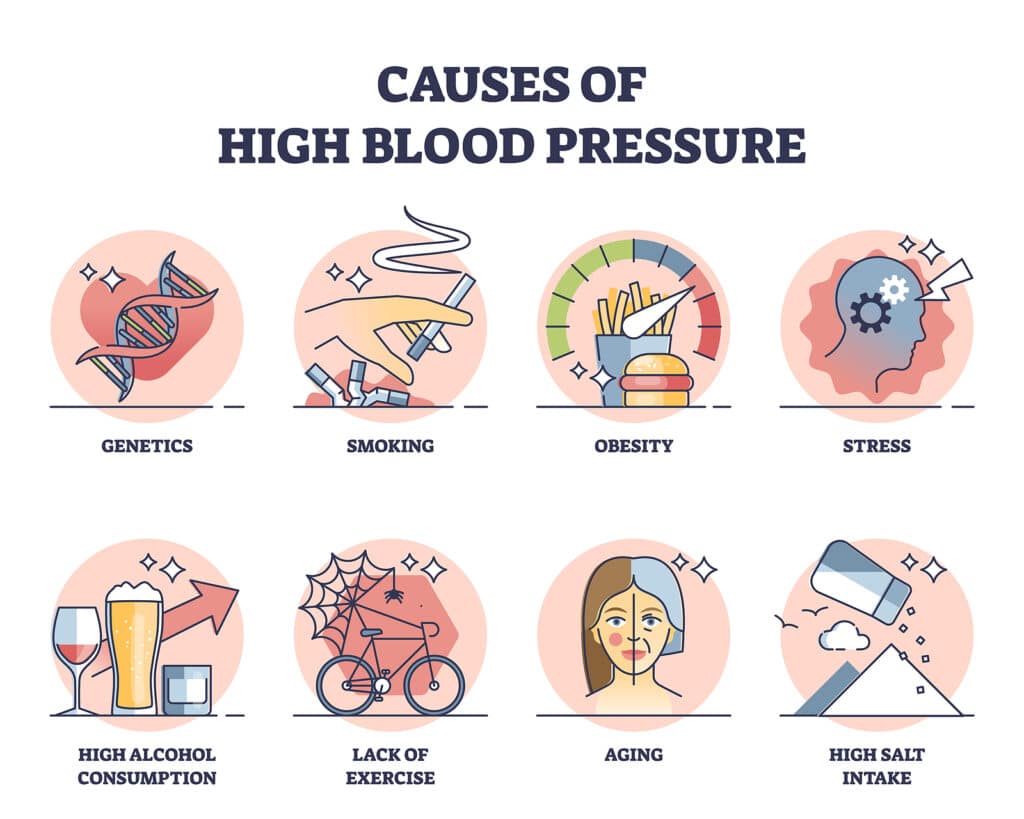 CAUSES OF
HIGH BLOOD PRESSURE
GENETICS
SMOKING
OBESITY
STRESS
HIGH ALCOHOL
CONSUMPTION
LACK OF
EXERCISE
AGING
HIGH SALT
INTAKE